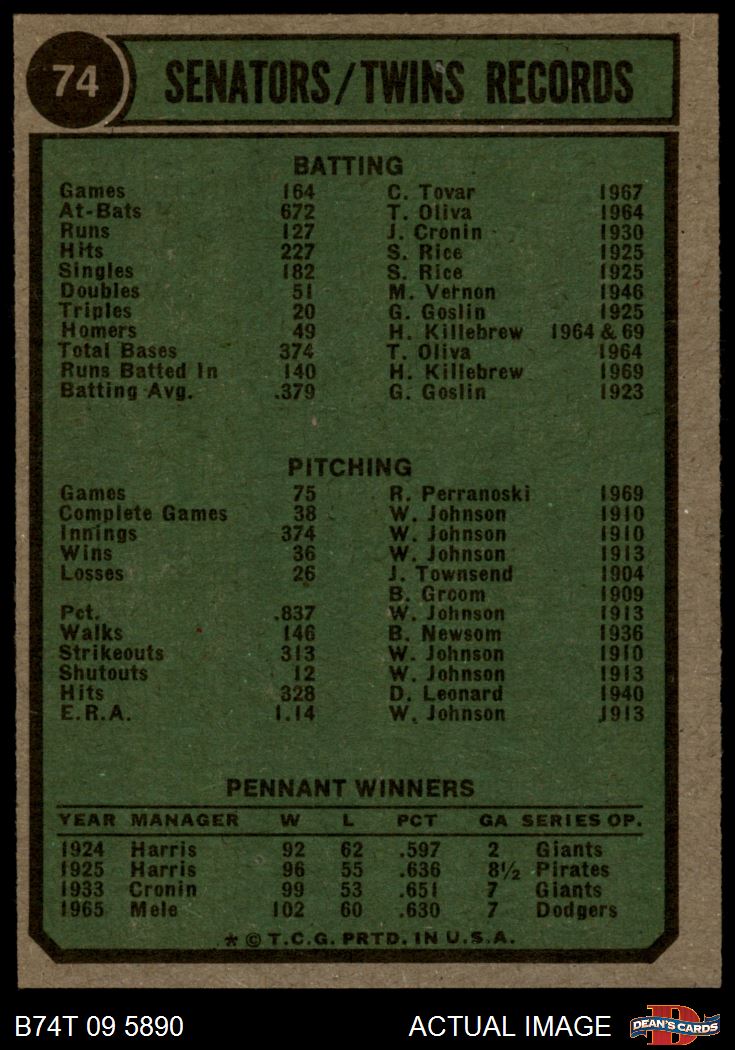 74 SENATORS/TWINS RECORDS
BATTING
Games 164 C. Tovar 1967
At-Bats 672 T. Oliva 1964
Runs 127 J. Cronin 1930
Hits 227 S. Rice 1925
Singles 182 S. Rice 1925
Doubles 51 M. Vernon 1946
Triples 20 G. Goslin 1925
Homers 49 H. Killebrew 1964 & 69
Total Bases 374 T. Oliva 1964
Runs Batted In 140 H. Killebrew 1969
Batting Avg. .379 G. Goslin 1923
PITCHING
Games 75 R. Perranoski 1969
Complete Games 38 W. Johnson 1910
Innings 374 W. Johnson 1910
Wins 36 W. Johnson 1913
Losses 26 J. Townsend 1904
B. Groom 1909
Pct. .837 W. Johnson 1913
Walks 146 B. Newsom 1936
Strikeouts 313 W. Johnson 1910
Shutouts 12 W. Johnson 1913
Hits 328 D. Leonard 1940
E.R.A. 1.14 W. Johnson 1913
PENNANT WINNERS
YEAR MANAGER W L PCT GA SERIES OP.
1924 Harris 92 62 .597 2 Giants
1925 Harris 96 55 .636 8½ Pirates
1933 Cronin 99 53 .651 7 Giants
1965 Mele 102 60 .630 7 Dodgers
* © T.C.G. PRTD. IN U.S.A.
B74T 09 5890 ACTUAL IMAGE DEAN'S CARDS